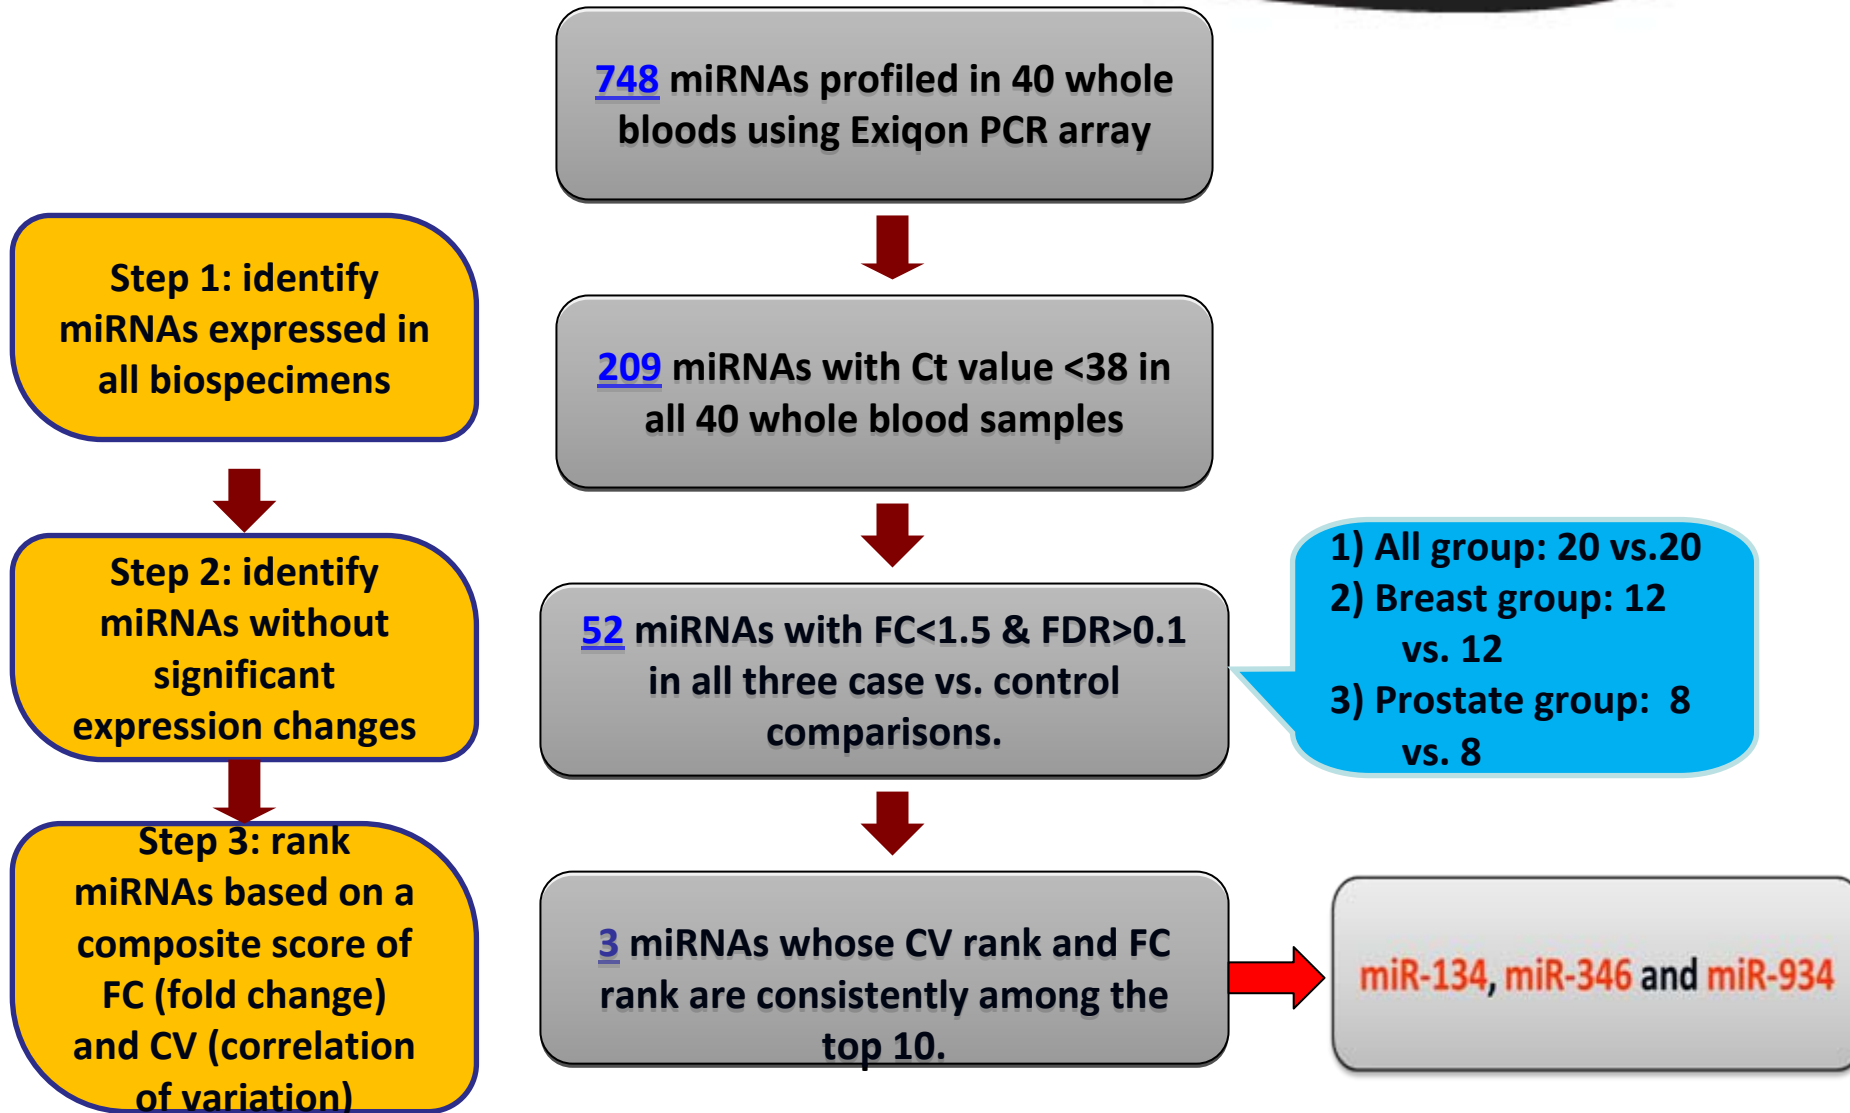 748 miRNAs profiled in 40 whole
bloods using Exiqon PCR array
Step 1: identify
miRNAs expressed in
all biospecimens
209 miRNAs with Ct value <38 in
all 40 whole blood samples
Step 2: identify
miRNAs without
significant
expression changes
52 miRNAs with FC<1.5 & FDR>0.1
in all three case vs. control
comparisons.
1) All group: 20 vs.20
2) Breast group: 12
vs. 12
3) Prostate group: 8
vs. 8
Step 3: rank
miRNAs based on a
composite score of
FC (fold change)
and CV (correlation
of variation)
3 miRNAs whose CV rank and FC
rank are consistently among the
top 10.
miR-134, miR-346 and miR-934